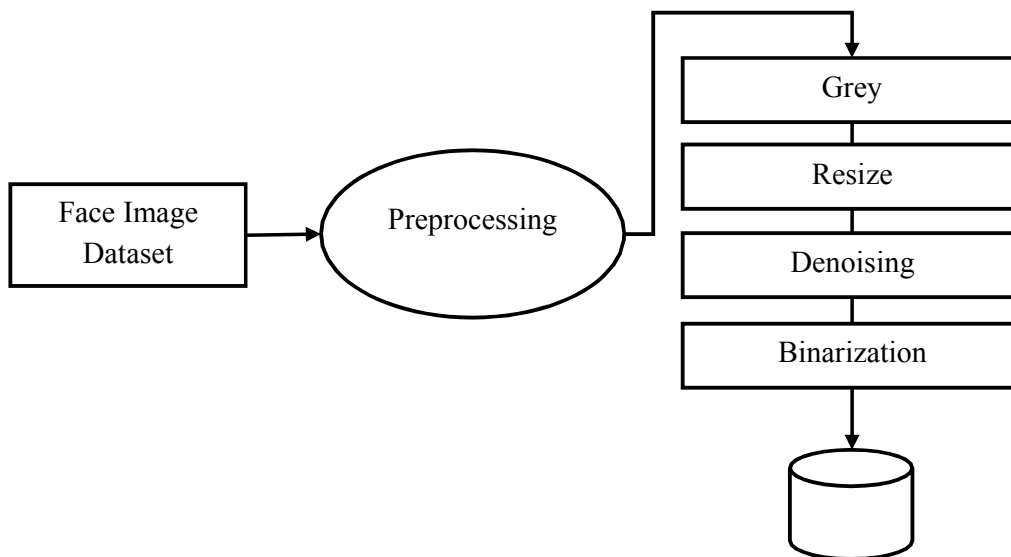 Face Image
Dataset
Preprocessing
Grey
Resize
Denoising
Binarization